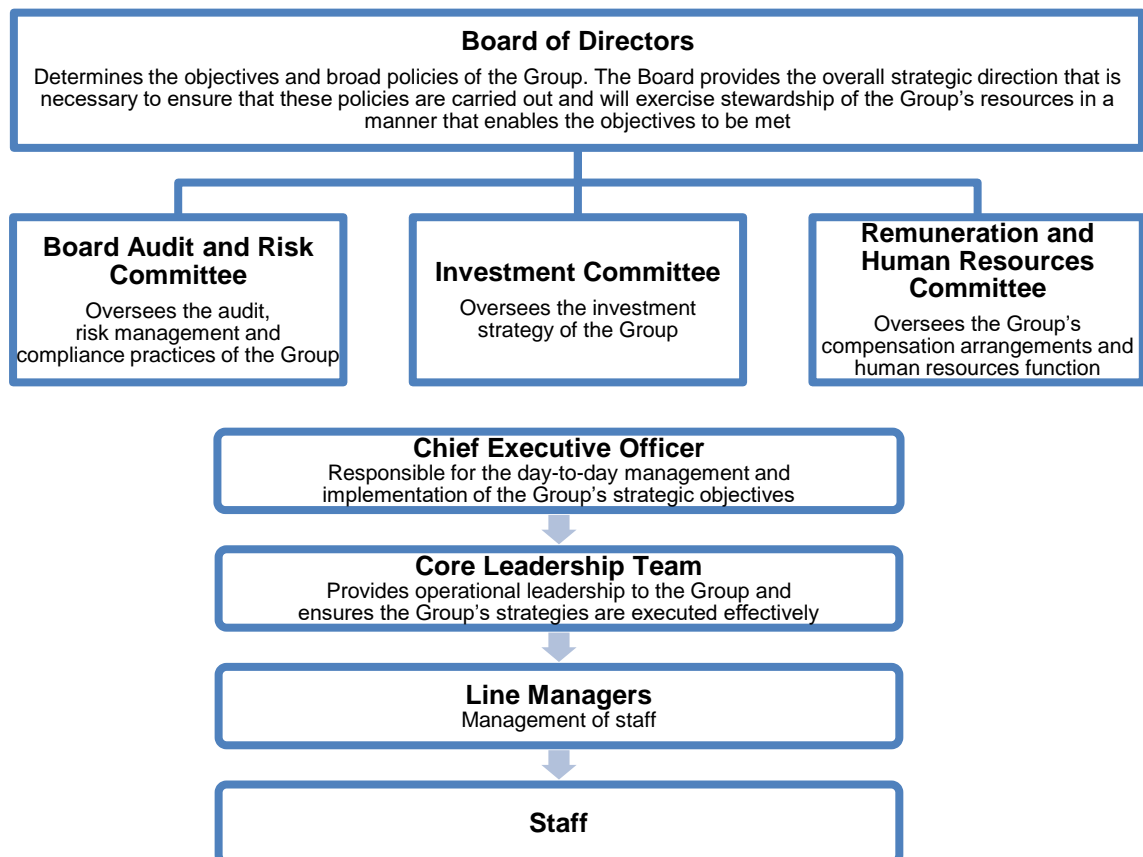 Board of Directors
Determines the objectives and broad policies of the Group. The Board provides the overall strategic direction that is
necessary to ensure that these policies are carried out and will exercise stewardship of the Group's resources in a
manner that enables the objectives to be met
Board Audit and Risk
Committee
Oversees the audit,
risk management and
compliance practices of the Group
Investment Committee
Oversees the investment
strategy of the Group
Remuneration and
Human Resources
Committee
Oversees the Group's
compensation arrangements and
human resources function
Chief Executive Officer
Responsible for the day-to-day management and
implementation of the Group's strategic objectives
Core Leadership Team
Provides operational leadership to the Group and
ensures the Group's strategies are executed effectively
Line Managers
Management of staff
Staff